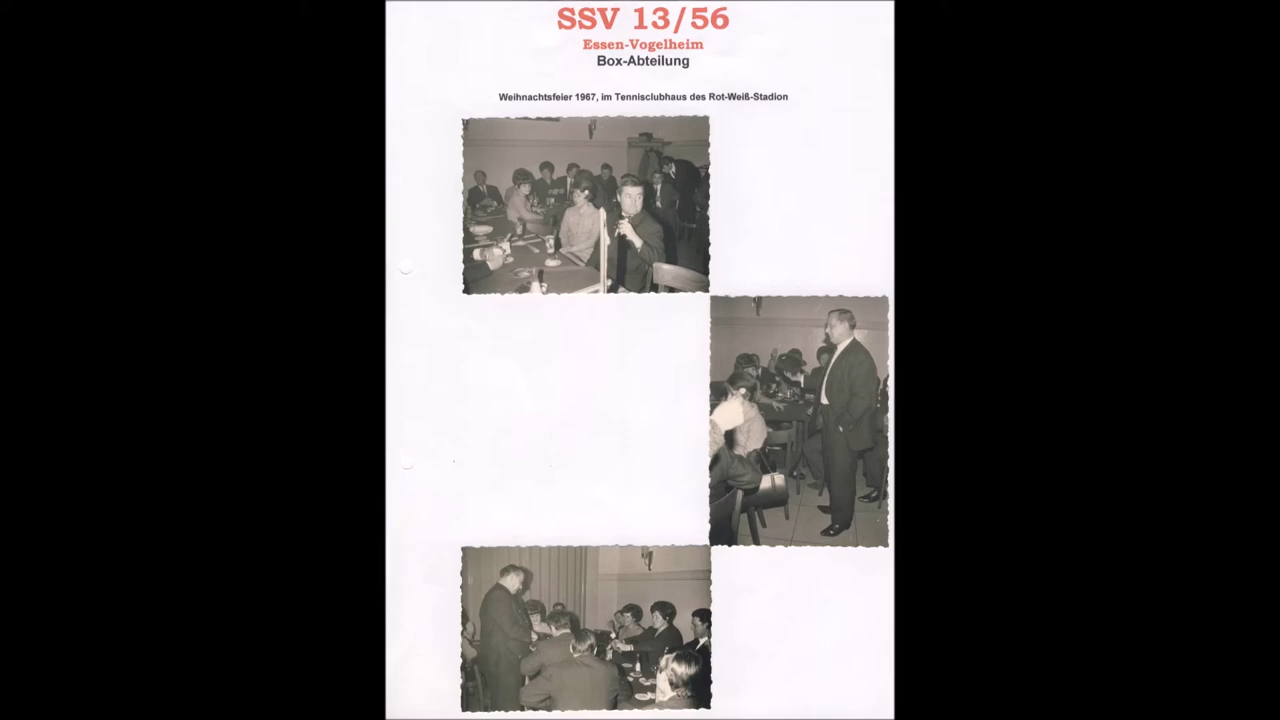 SSV 13/56
Essen-Vogelheim
Box-Abteilung
Weihnachtsfeier 1967, im Tennisclubhaus des Rot-Weiß-Stadion